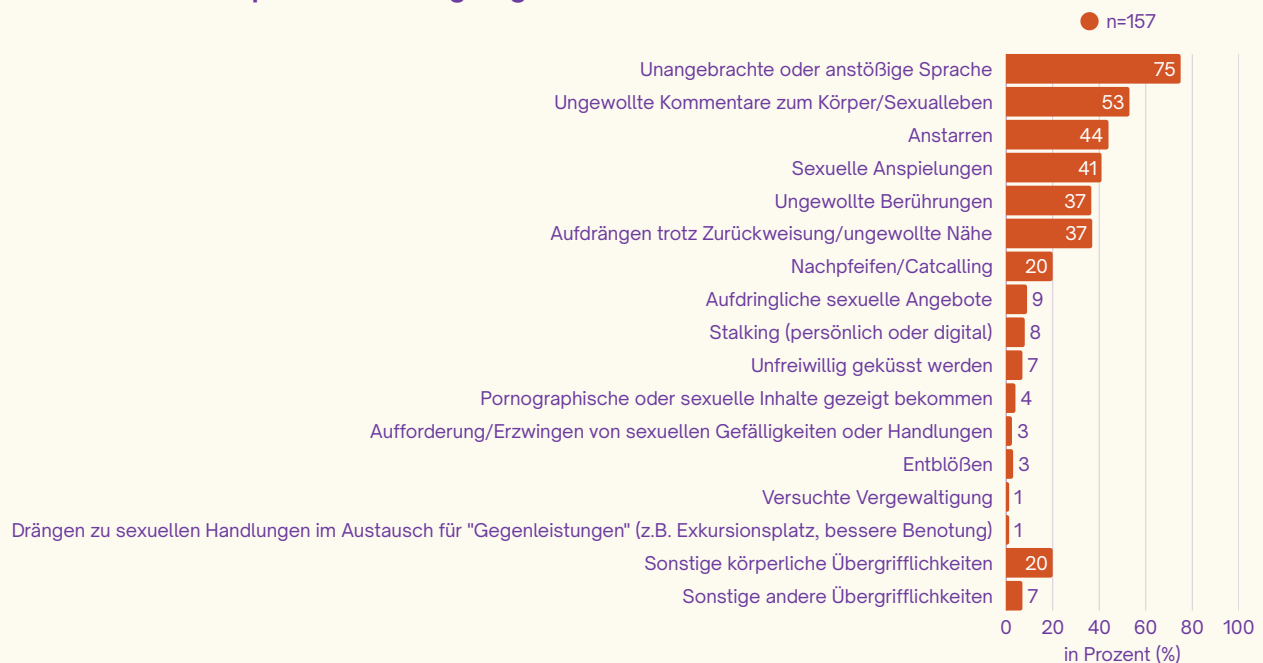 n=157
Unangebrachte oder anstößige Sprache 75
Ungewollte Kommentare zum Körper/Sexualleben 53
Anstarren 44
Sexuelle Anspielungen 41
Ungewollte Berührungen 37
Aufdrängen trotz Zurückweisung/ungewollte Nähe 37
Nachpfeifen/Catcalling 20
Aufdringliche sexuelle Angebote 9
Stalking (persönlich oder digital) 8
Unfreiwillig geküsst werden 7
Pornographische oder sexuelle Inhalte gezeigt bekommen 4
Aufforderung/Erzwingen von sexuellen Gefälligkeiten oder Handlungen 3
Entblößen 3
Versuchte Vergewaltigung 1
Drängen zu sexuellen Handlungen im Austausch für "Gegenleistungen" (z.B. Exkursionsplatz, bessere Benotung) 1
Sonstige körperliche Übergrifflichkeiten 20
Sonstige andere Übergrifflichkeiten 7
0 20 40 60 80 100
in Prozent (%)